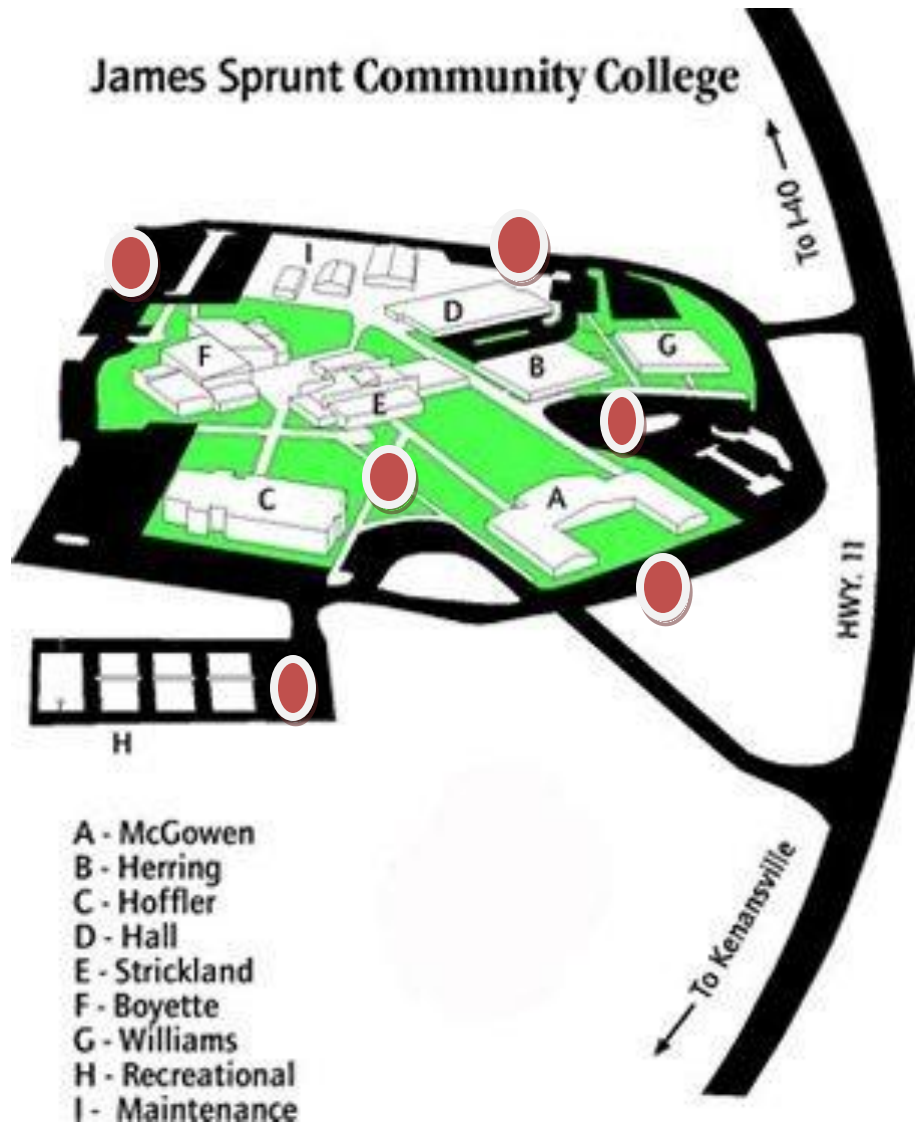 James Sprunt Community College
To I-40
I
D
F
G
B
E
C
A
HWY. 11
H
To Kenansville
A - McGowen
B - Herring
C - Hoffler
D - Hall
E - Strickland
F - Boyette
G - Williams
H - Recreational
I - Maintenance